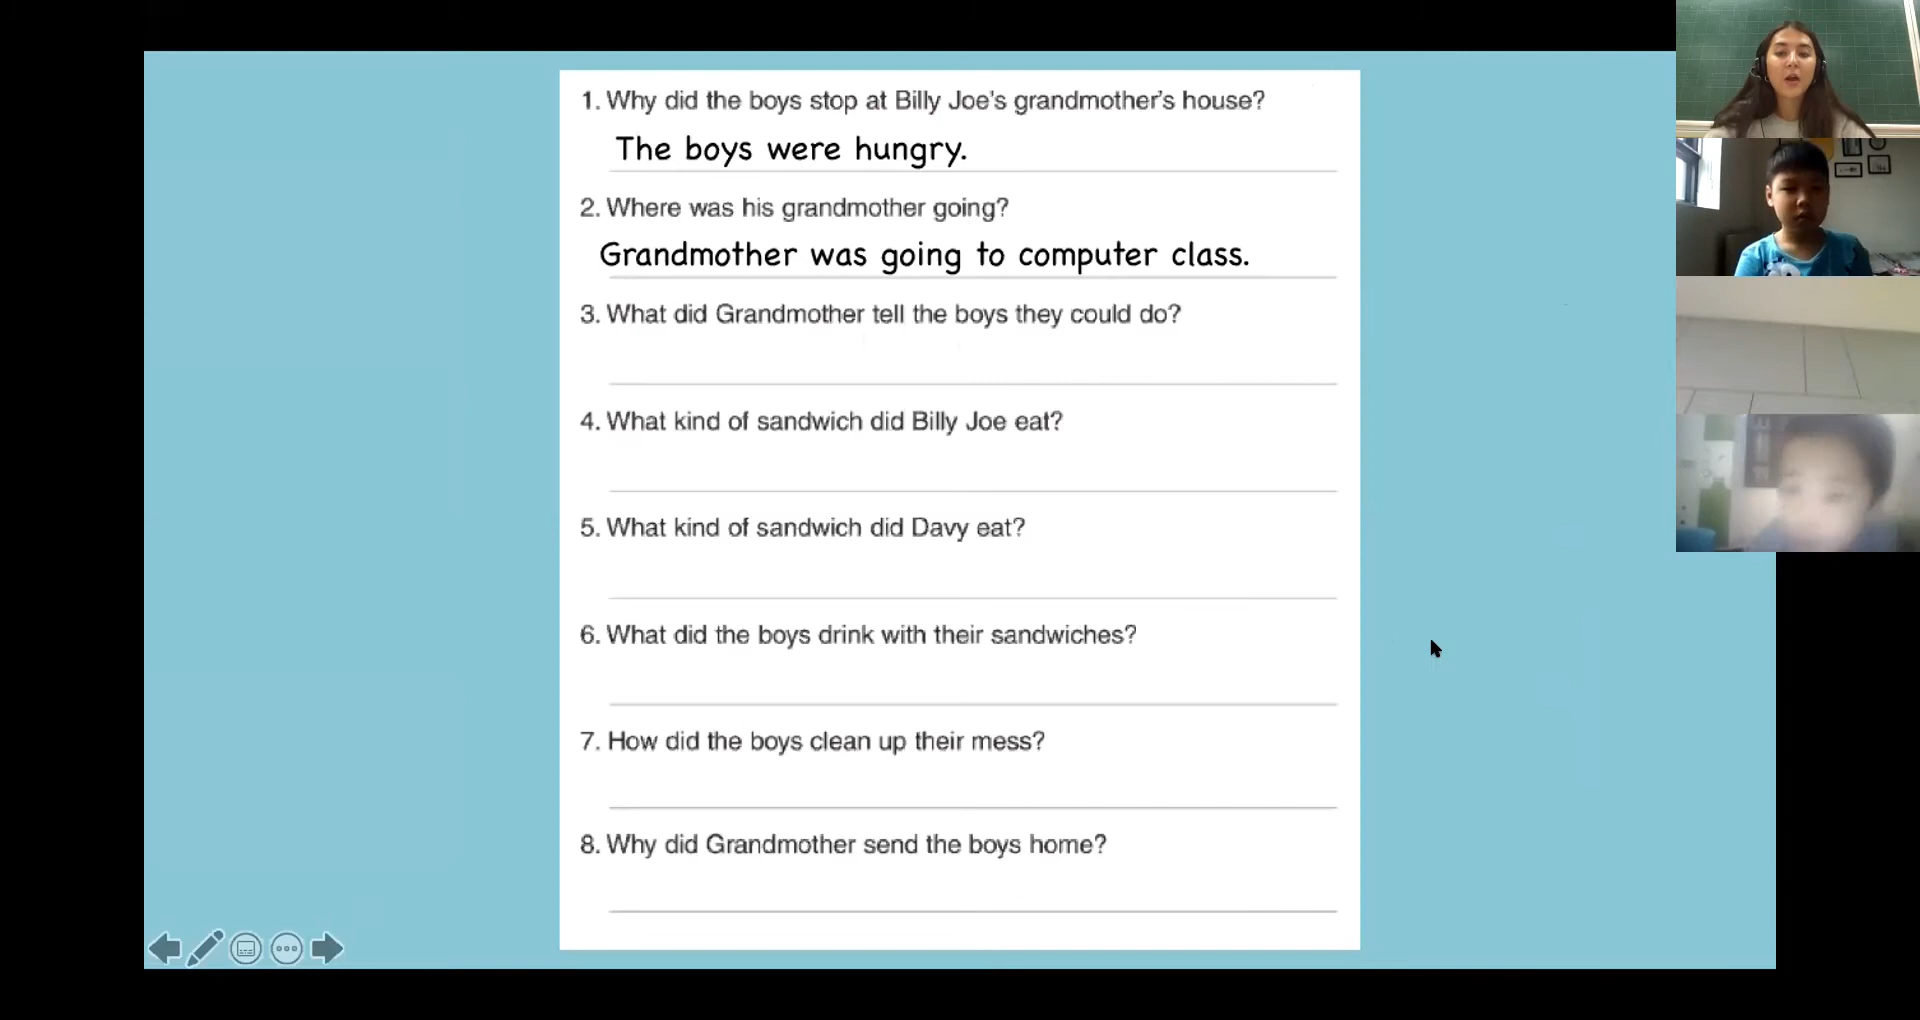 1. Why did the boys stop at Billy Joe's grandmother's house?
The boys were hungry.
2. Where was his grandmother going?
Grandmother was going to computer class.
3. What did Grandmother tell the boys they could do?
4. What kind of sandwich did Billy Joe eat?
5. What kind of sandwich did Davy eat?
6. What did the boys drink with their sandwiches?
7. How did the boys clean up their mess?
8. Why did Grandmother send the boys home?